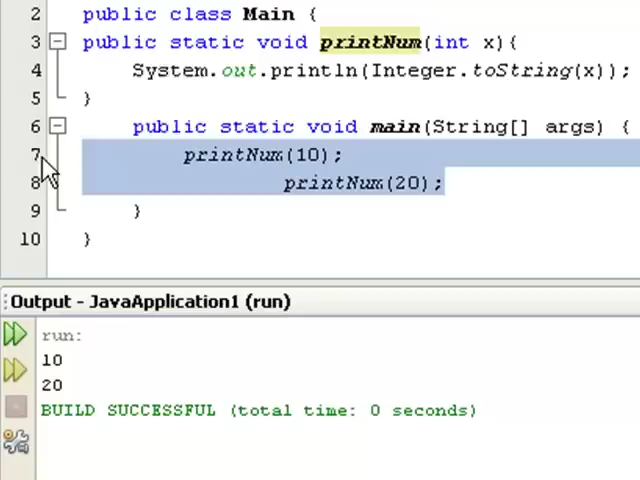 2 public class Main {
3 public static void printNum(int x){
4 System.out.println(Integer.toString(x));
5 }
6 public static void main(String[] args) {
7 printNum(10);
8 printNum(20);
9 }
10 }
Output - JavaApplication1 (run)
run:
10
20
BUILD SUCCESSFUL (total time: 0 seconds)